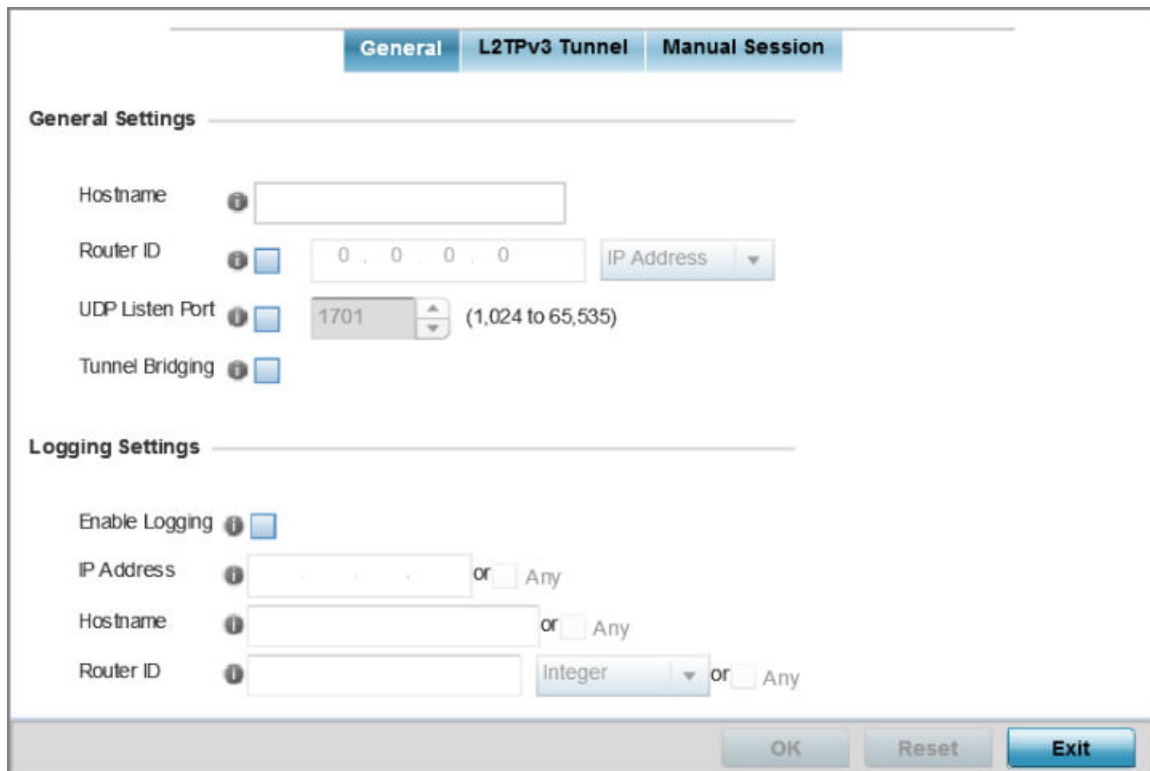 General L2TPv3 Tunnel Manual Session
General Settings
Hostname
Router ID 0 . 0 . 0 . 0 IP Address
UDP Listen Port 1701 (1,024 to 65,535)
Tunnel Bridging
Logging Settings
Enable Logging
IP Address . . . or Any
Hostname or Any
Router ID Integer or Any
OK Reset Exit